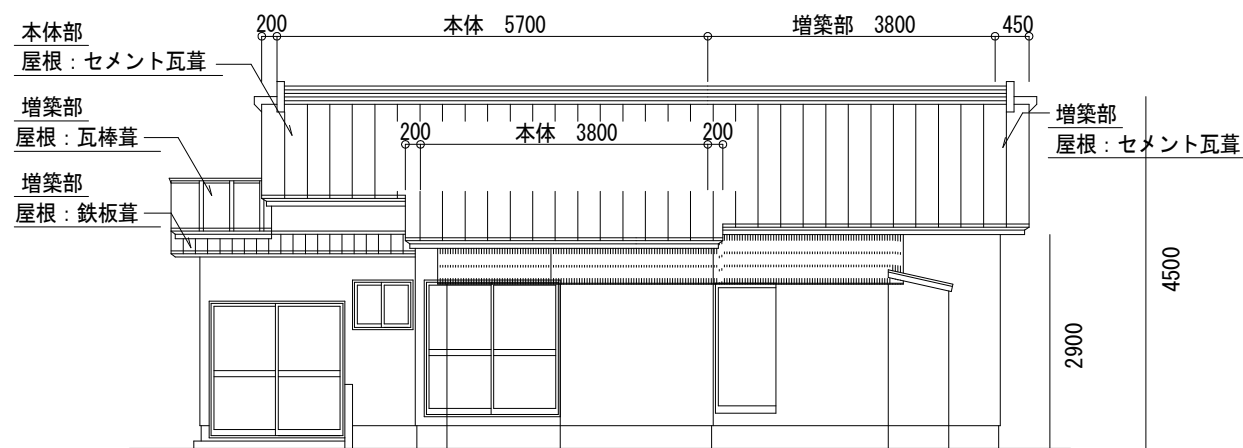 200 本体 5700 増築部 3800 450
本体部
屋根：セメント瓦葺
増築部
屋根：瓦棒葺
増築部
屋根：鉄板葺
200 本体 3800 200
増築部
屋根：セメント瓦葺
4500
2900